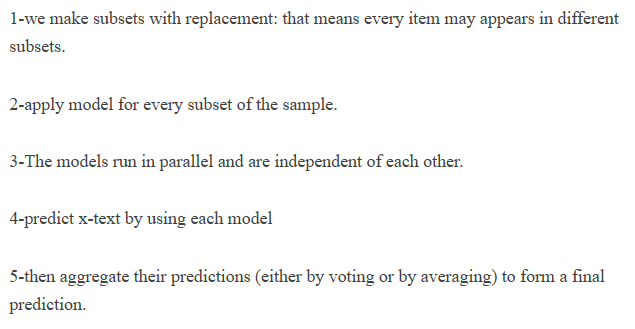 1-we make subsets with replacement: that means every item may appears in different
subsets.
2-apply model for every subset of the sample.
3-The models run in parallel and are independent of each other.
4-predict x-text by using each model
5-then aggregate their predictions (either by voting or by averaging) to form a final
prediction.